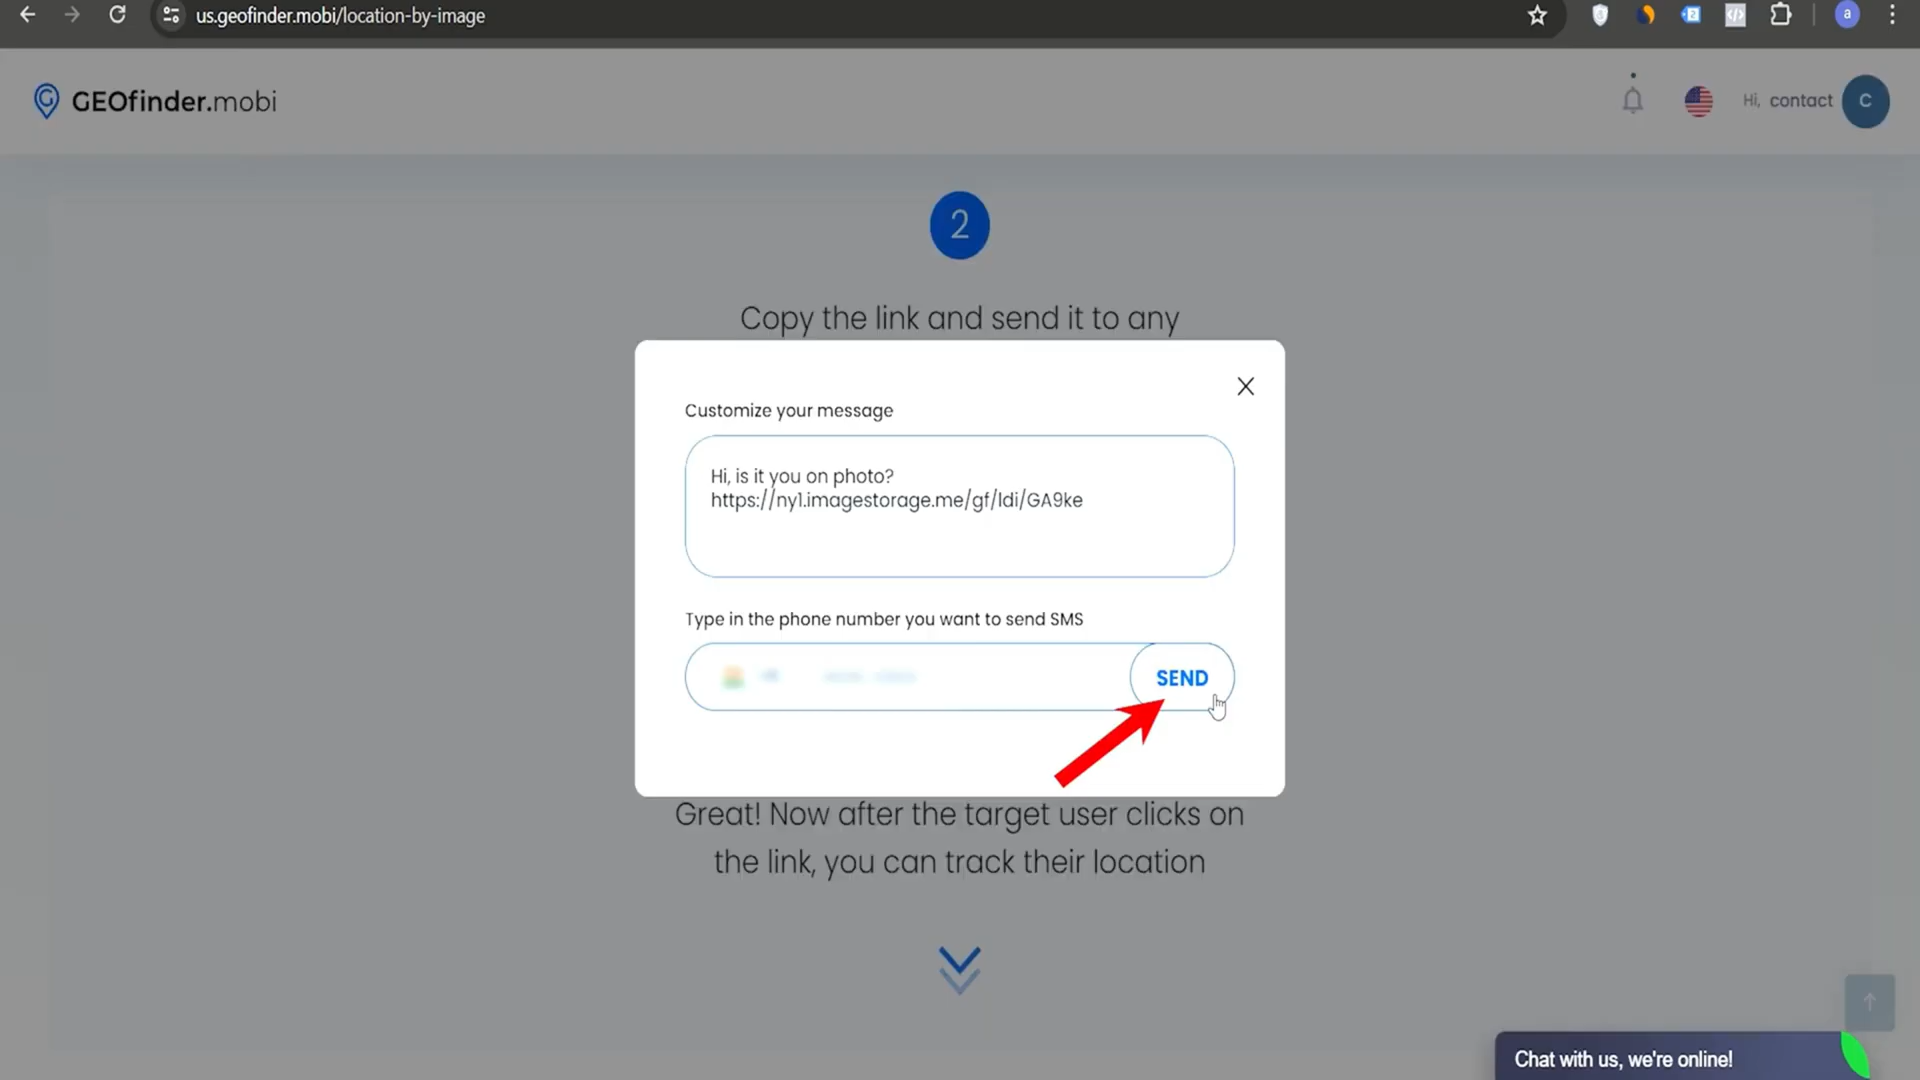 us.geofinder.mobi/location-by-image
a
GEOfinder.mobi
Hi, contact
C
2
Copy the link and send it to any
Customize your message
Hi, is it you on photo?
https://ny1.imagestorage.me/gf/ldi/GA9ke
Type in the phone number you want to send SMS
SEND
Great! Now after the target user clicks on
the link, you can track their location
Chat with us, we're online!